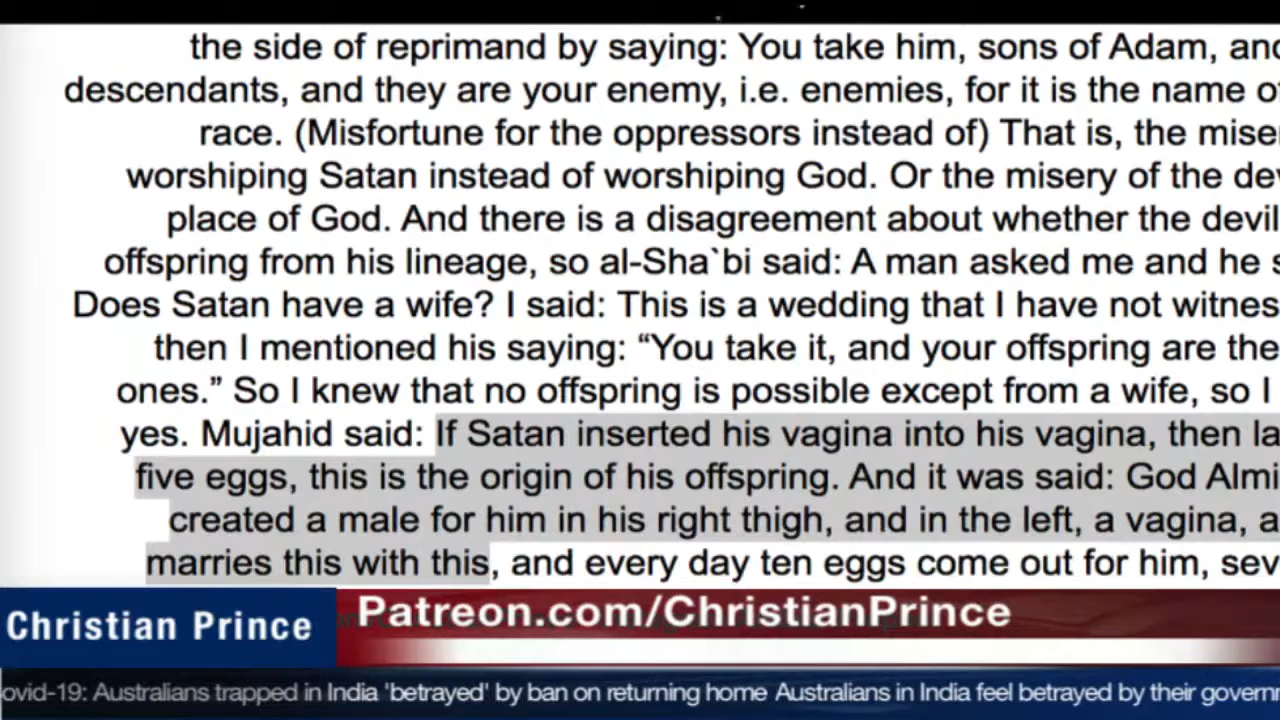 the side of reprimand by saying: You take him, sons of Adam, and
descendants, and they are your enemy, i.e. enemies, for it is the name of
race. (Misfortune for the oppressors instead of) That is, the
worshiping Satan instead of worshiping God. Or the misery of the
place of God. And there is a disagreement about whether the devil
offspring from his lineage, so al-Sha`bi said: A man asked me and he
Does Satan have a wife? I said: This is a wedding that I have not
then I mentioned his saying: “You take it, and your offspring are
ones.” So I knew that no offspring is possible except from a wife, so I
yes. Mujahid said: If Satan inserted his vagina into his vagina, then
five eggs, this is the origin of his offspring. And it was said: God
created a male for him in his right thigh, and in the left, a vagina,
marries this with this, and every day ten eggs come out for him,
Christian Prince
Patreon.com/ChristianPrince
ovid-19: Australians trapped in India 'betrayed' by ban on returning home Australians in India feel betrayed by their